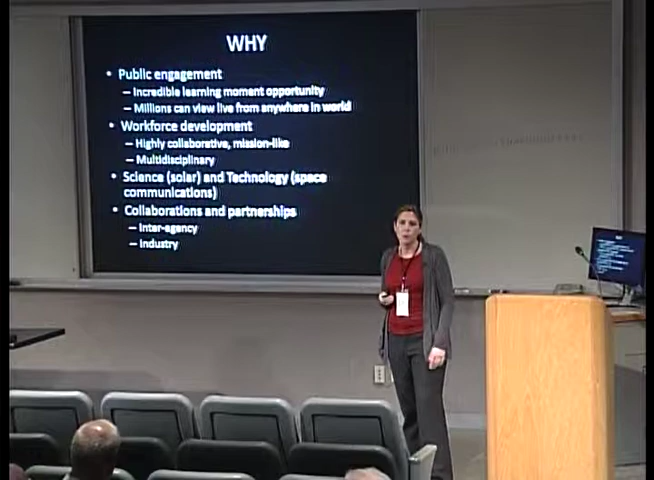 WHY
• Public engagement
– Incredible learning moment opportunity
– Millions can view live from anywhere in world
• Workforce development
– Highly collaborative, mission-like
– Multidisciplinary
• Science (solar) and Technology (space
communications)
• Collaborations and partnerships
– Inter-agency
– Industry